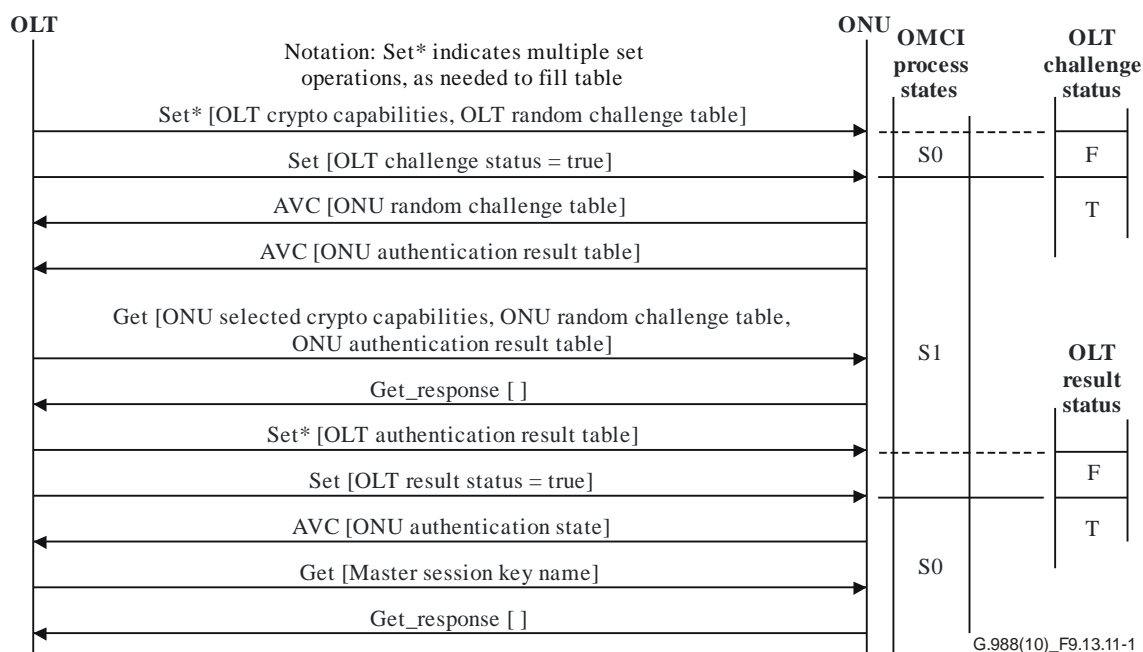 OLT
ONU
Notation: Set* indicates multiple set
operations, as needed to fill table
OMCI
process
states
OLT
challenge
status
Set* [OLT crypto capabilities, OLT random challenge table]
S0
F
Set [OLT challenge status = true]
AVC [ONU random challenge table]
T
AVC [ONU authentication result table]
Get [ONU selected crypto capabilities, ONU random challenge table,
ONU authentication result table]
S1
OLT
result
status
Get_response [ ]
Set* [OLT authentication result table]
F
Set [OLT result status = true]
AVC [ONU authentication state]
T
S0
Get [Master session key name]
Get_response [ ]
G.988(10)_F9.13.11-1